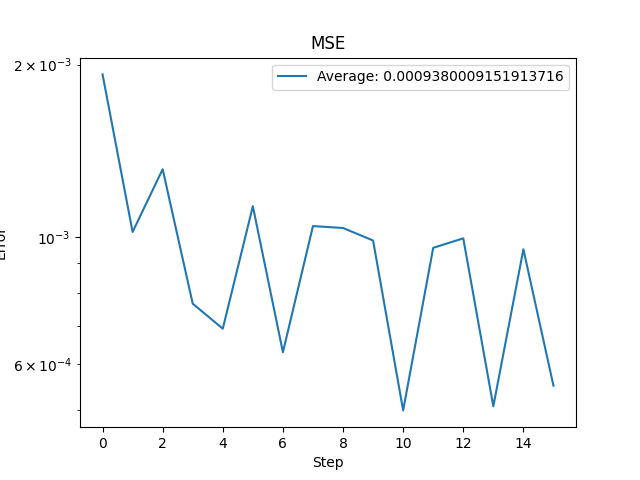 MSE
2 × 10⁻³
Average: 0.0009380009151913716
10⁻³
Error
6 × 10⁻⁴
0 2 4 6 8 10 12 14
Step